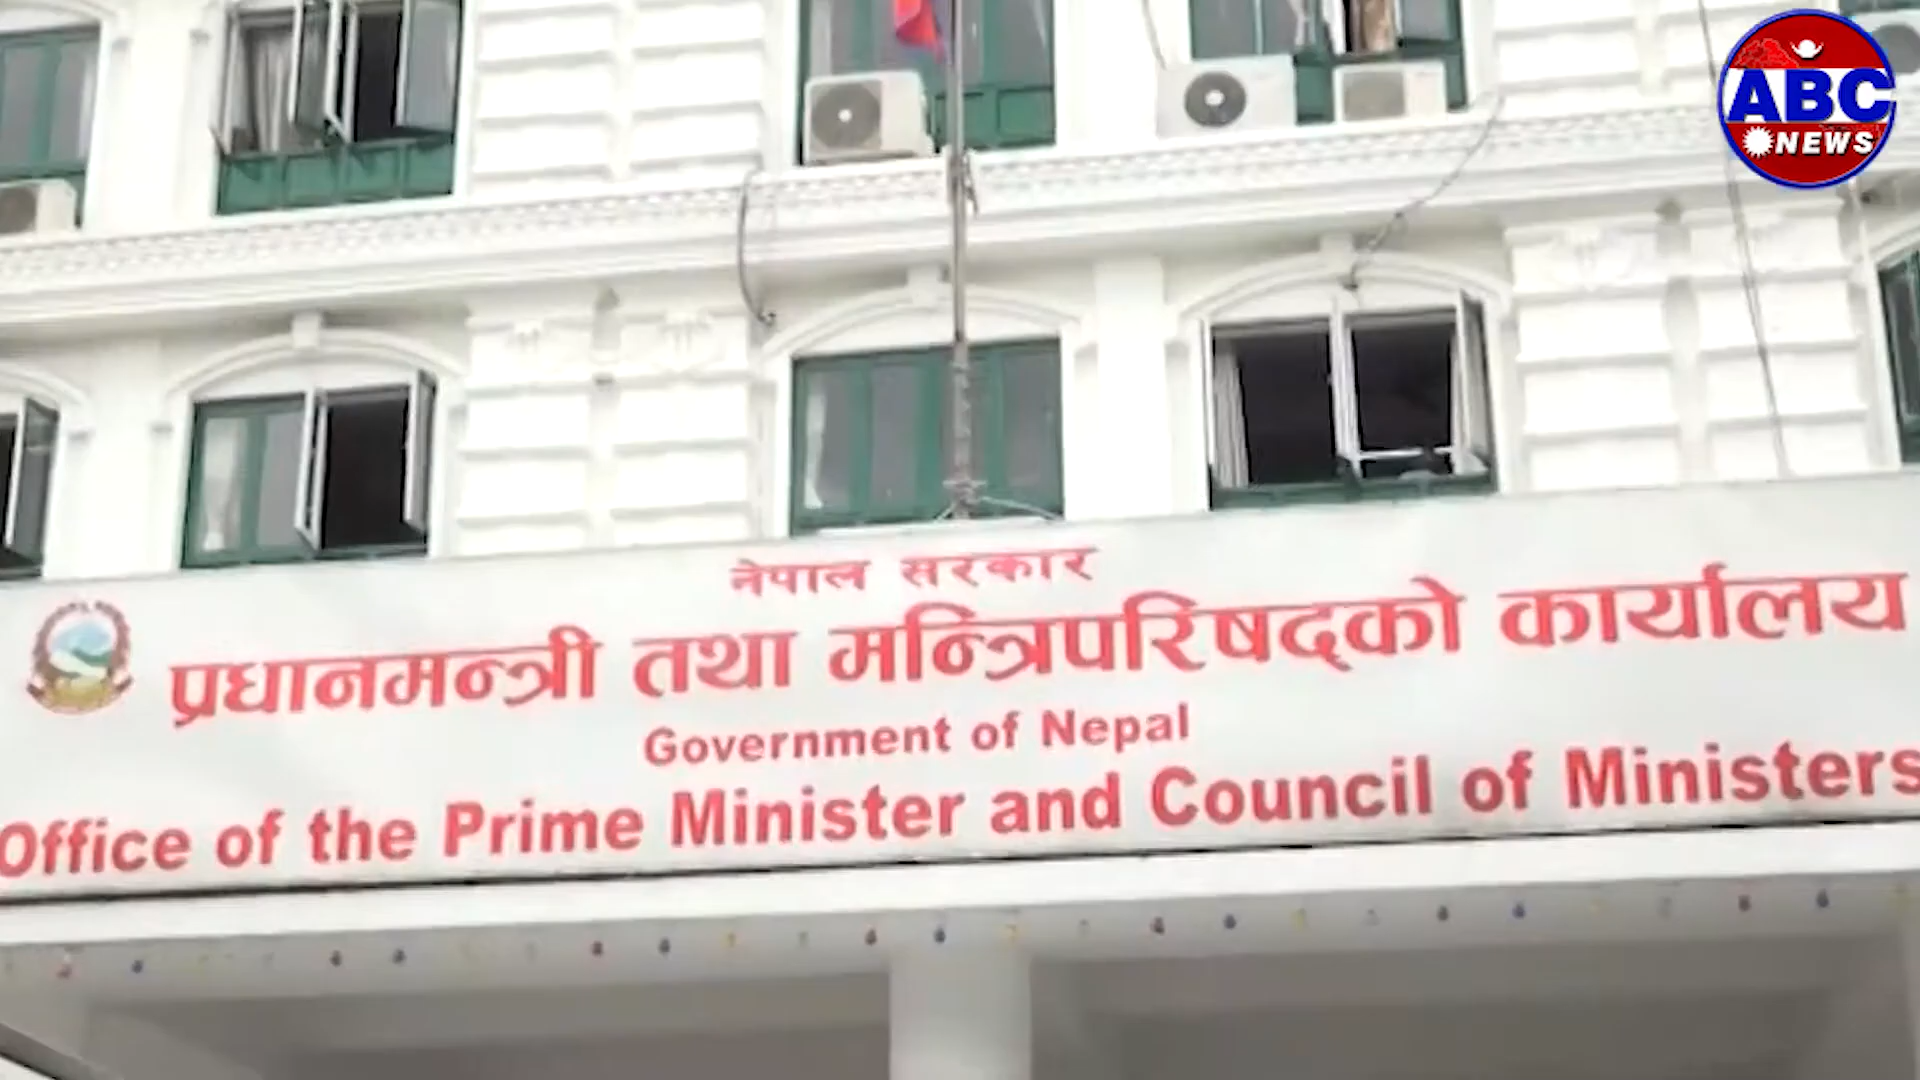 ABC
NEWS
नेपाल सरकार
प्रधानमन्त्री तथा मन्त्रिपरिषद्को कार्यालय
Government of Nepal
Office of the Prime Minister and Council of Ministers